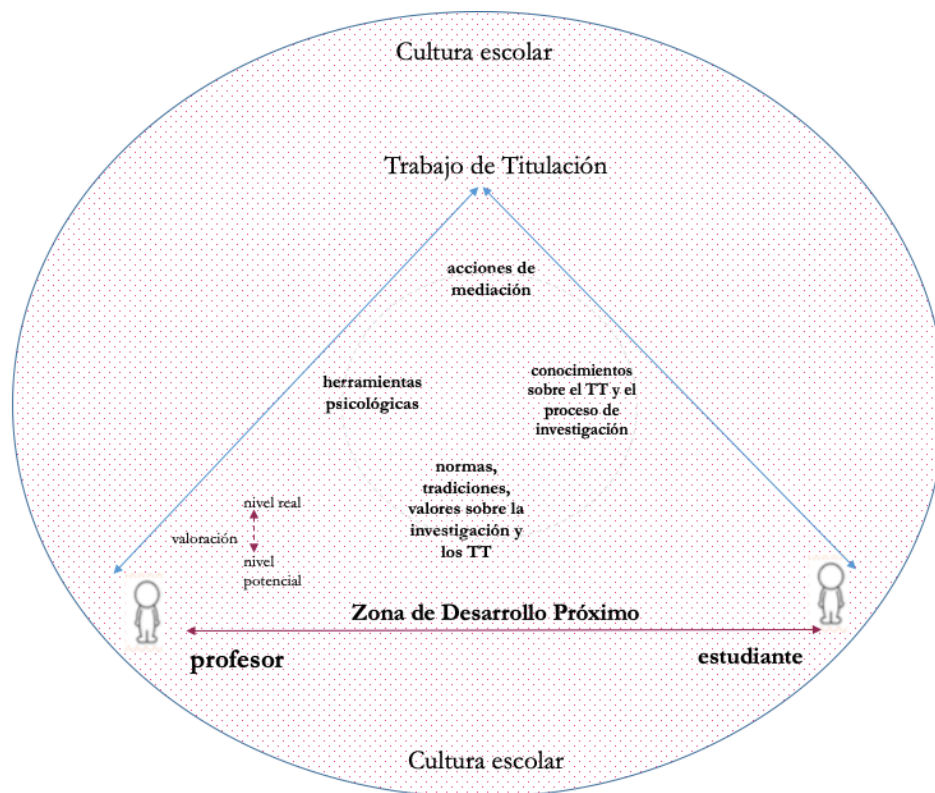 Cultura escolar
Trabajo de Titulación
acciones de
mediación
herramientas
psicológicas
conocimientos
sobre el TT y el
proceso de
investigación
normas,
tradiciones,
valores sobre la
investigación y
los TT
nivel real
valoración
nivel
potencial
Zona de Desarrollo Próximo
profesor
estudiante
Cultura escolar